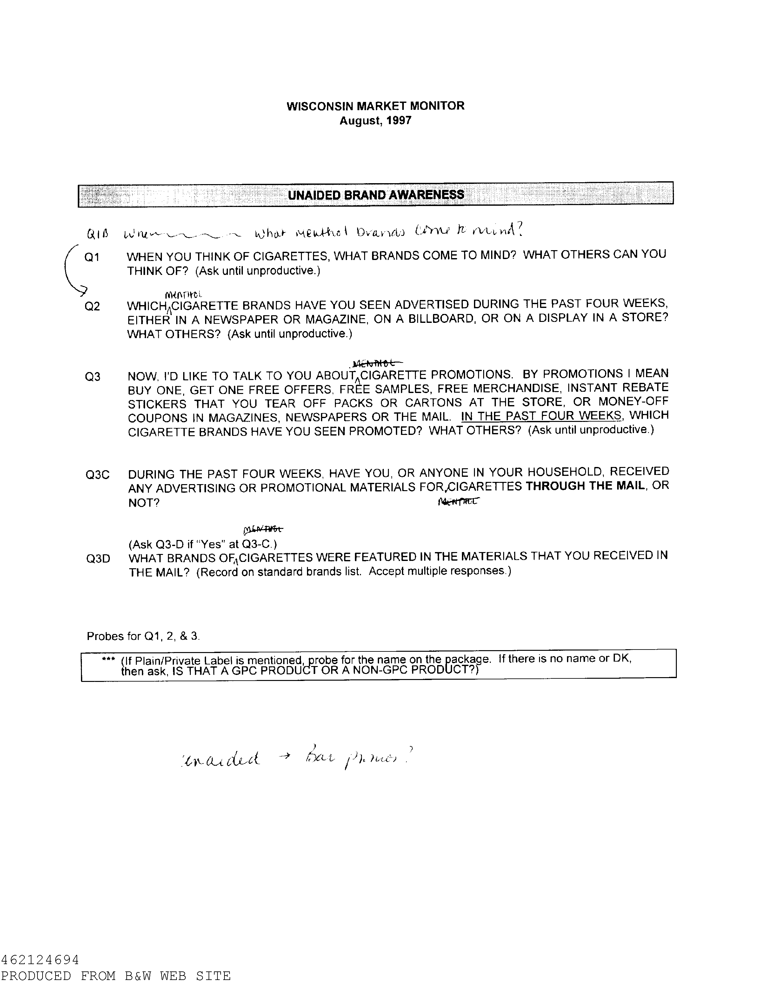 WISCONSIN MARKET MONITOR
August, 1997
UNAIDED BRAND AWARENESS
Q1B When what menthol brands come to mind?
Q1 WHEN YOU THINK OF CIGARETTES, WHAT BRANDS COME TO MIND? WHAT OTHERS CAN YOU
THINK OF? (Ask until unproductive.)
MENTHOL
Q2 WHICH CIGARETTE BRANDS HAVE YOU SEEN ADVERTISED DURING THE PAST FOUR WEEKS,
EITHER IN A NEWSPAPER OR MAGAZINE, ON A BILLBOARD, OR ON A DISPLAY IN A STORE?
WHAT OTHERS? (Ask until unproductive.)
MENTHOL
Q3 NOW, I'D LIKE TO TALK TO YOU ABOUT CIGARETTE PROMOTIONS. BY PROMOTIONS I MEAN
BUY ONE, GET ONE FREE OFFERS, FREE SAMPLES, FREE MERCHANDISE, INSTANT REBATE
STICKERS THAT YOU TEAR OFF PACKS OR CARTONS AT THE STORE, OR MONEY-OFF
COUPONS IN MAGAZINES, NEWSPAPERS OR THE MAIL. IN THE PAST FOUR WEEKS, WHICH
CIGARETTE BRANDS HAVE YOU SEEN PROMOTED? WHAT OTHERS? (Ask until unproductive.)
Q3C DURING THE PAST FOUR WEEKS, HAVE YOU, OR ANYONE IN YOUR HOUSEHOLD, RECEIVED
ANY ADVERTISING OR PROMOTIONAL MATERIALS FOR CIGARETTES THROUGH THE MAIL, OR
NOT? MENTHOL
MENTHOL
(Ask Q3-D if "Yes" at Q3-C.)
Q3D WHAT BRANDS OF CIGARETTES WERE FEATURED IN THE MATERIALS THAT YOU RECEIVED IN
THE MAIL? (Record on standard brands list. Accept multiple responses.)
Probes for Q1, 2, & 3.
*** (If Plain/Private Label is mentioned, probe for the name on the package. If there is no name or DK,
then ask, IS THAT A GPC PRODUCT OR A NON-GPC PRODUCT?)
unaided → Bar
462124694
PRODUCED FROM B&W WEB SITE